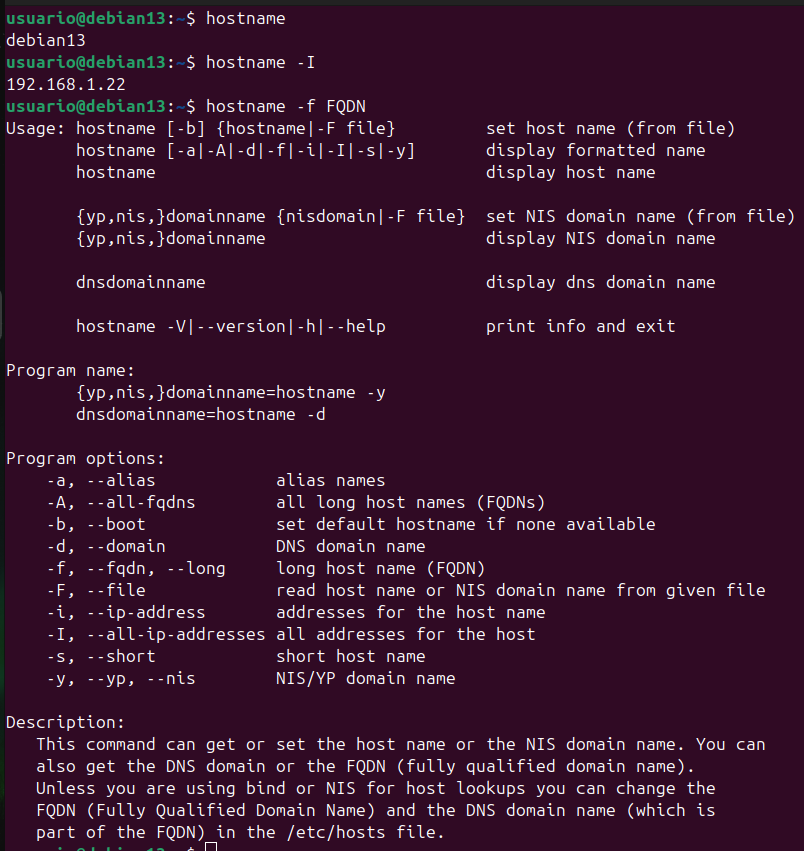 usuario@debian13:~$ hostname
debian13
usuario@debian13:~$ hostname -I
192.168.1.22
usuario@debian13:~$ hostname -f FQDN
Usage: hostname [-b] {hostname|-F file}         set host name (from file)
       hostname [-a|-A|-d|-f|-i|-I|-s|-y]       display formatted name
       hostname                                 display host name

       {yp,nis,}domainname {nisdomain|-F file}  set NIS domain name (from file)
       {yp,nis,}domainname                      display NIS domain name

       dnsdomainname                            display dns domain name

       hostname -V|--version|-h|--help          print info and exit

Program name:
       {yp,nis,}domainname=hostname -y
       dnsdomainname=hostname -d

Program options:
    -a, --alias            alias names
    -A, --all-fqdns        all long host names (FQDNs)
    -b, --boot             set default hostname if none available
    -d, --domain           DNS domain name
    -f, --fqdn, --long     long host name (FQDN)
    -F, --file             read host name or NIS domain name from given file
    -i, --ip-address       addresses for the host name
    -I, --all-ip-addresses all addresses for the host
    -s, --short            short host name
    -y, --yp, --nis        NIS/YP domain name

Description:
   This command can get or set the host name or the NIS domain name. You can
   also get the DNS domain or the FQDN (fully qualified domain name).
   Unless you are using bind or NIS for host lookups you can change the
   FQDN (Fully Qualified Domain Name) and the DNS domain name (which is
   part of the FQDN) in the /etc/hosts file.